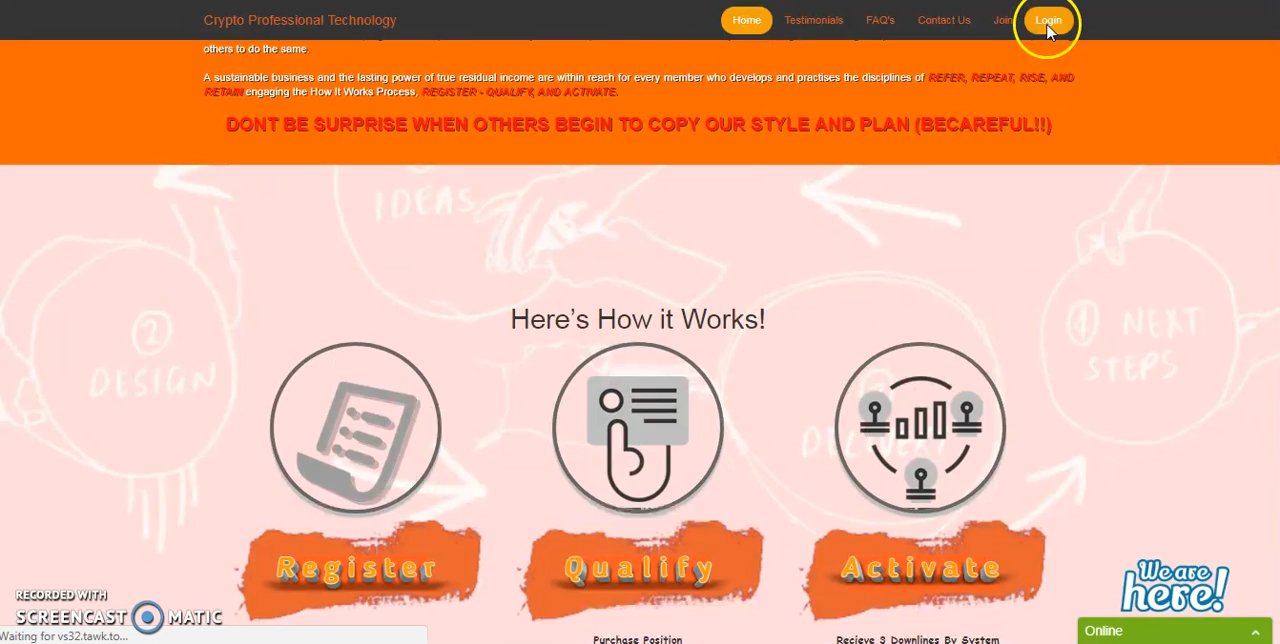 Crypto Professional Technology
Home Testimonials FAQ's Contact Us Join Login
others to do the same.
A sustainable business and the lasting power of true residual income are within reach for every member who develops and practises the disciplines of REFER, REPEAT, RISE, AND
RETAIN engaging the How It Works Process, REGISTER - QUALIFY, AND ACTIVATE.
DONT BE SURPRISE WHEN OTHERS BEGIN TO COPY OUR STYLE AND PLAN (BECAREFUL!!)
IDEAS
2
DESIGN
4 NEXT
STEPS
Here's How it Works!
Register Qualify Activate
We are
here!
RECORDED WITH
SCREENCAST MATIC
Waiting for vs32.tawk.to...
Online
Purchase Position Recieve 3 Downlines By System